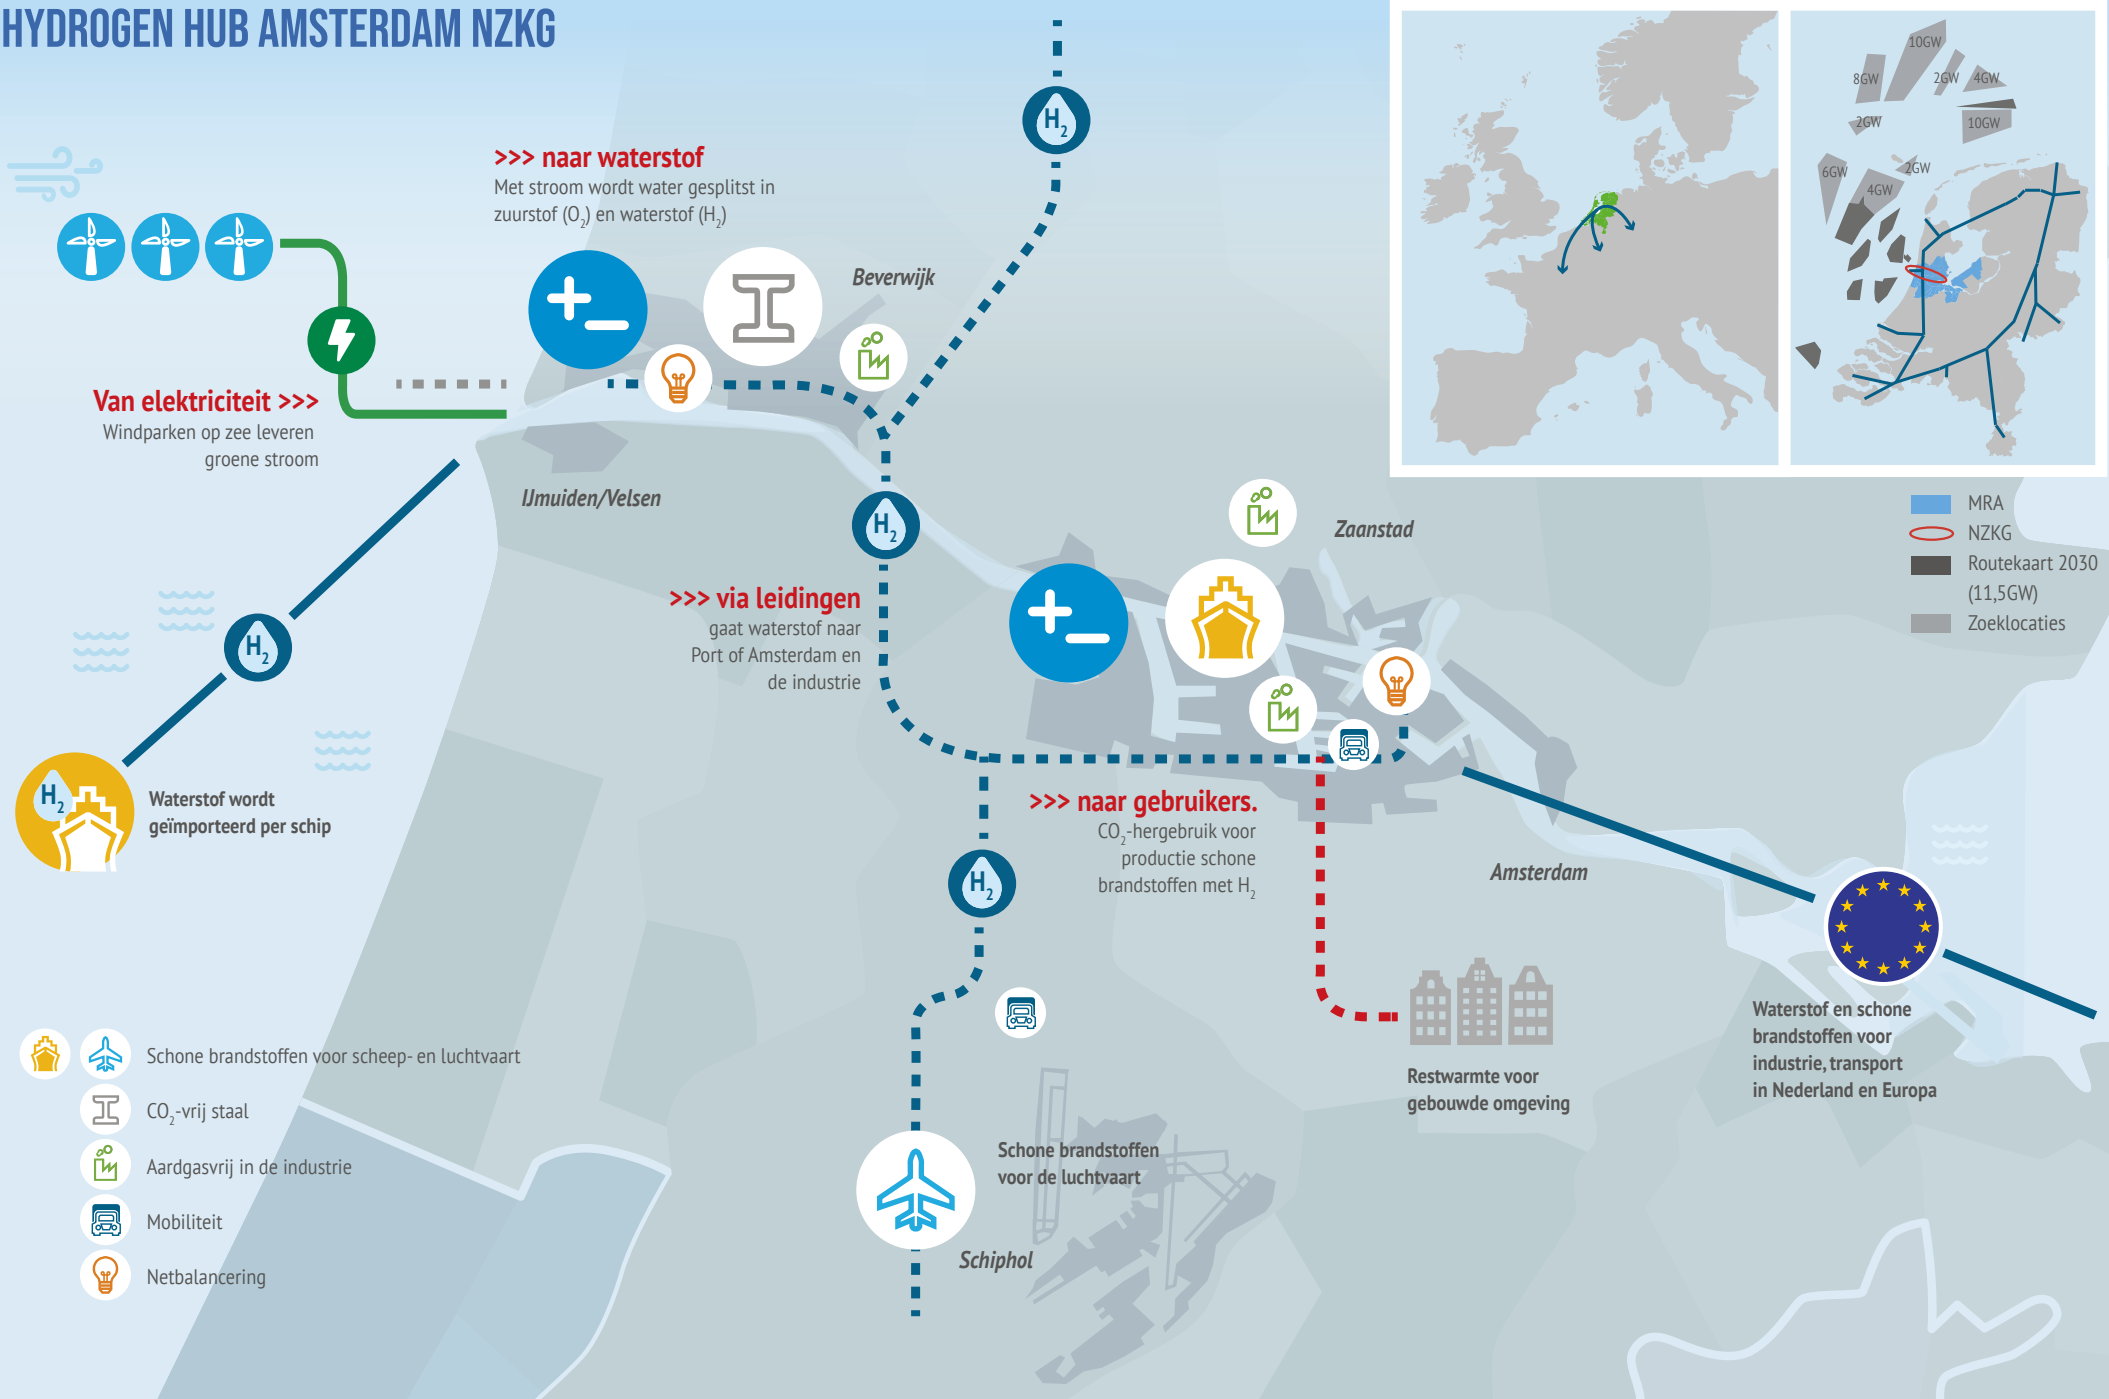 HYDROGEN HUB AMSTERDAM NZKG
>>> naar waterstof
Met stroom wordt water gesplitst in
zuurstof (O₂) en waterstof (H₂)
H₂
Beverwijk
Van elektriciteit >>>
Windparken op zee leveren
groene stroom
IJmuiden/Velsen
H₂
Zaanstad
>>> via leidingen
gaat waterstof naar
Port of Amsterdam en
de industrie
H₂
H₂
Waterstof wordt
geïmporteerd per schip
>>> naar gebruikers.
CO₂-hergebruik voor
productie schone
brandstoffen met H₂
H₂
Amsterdam
Waterstof en schone
brandstoffen voor
industrie, transport
in Nederland en Europa
Restwarmte voor
gebouwde omgeving
Schone brandstoffen
voor de luchtvaart
Schiphol
Schone brandstoffen voor scheep- en luchtvaart
CO₂-vrij staal
Aardgasvrij in de industrie
Mobiliteit
Netbalancering
10GW
8GW
2GW
4GW
2GW
10GW
6GW
4GW
2GW
MRA
NZKG
Routekaart 2030
(11,5GW)
Zoeklocaties